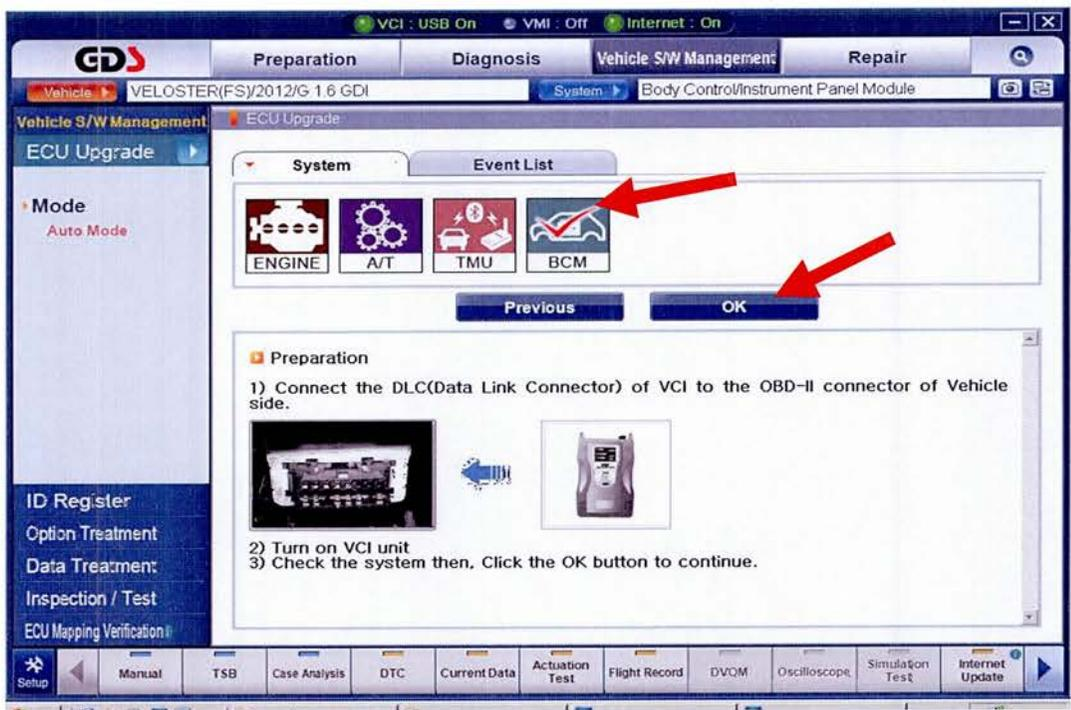 VCI : USB On VMI : Off Internet : On
GDS Preparation Diagnosis Vehicle S/W Management Repair
Vehicle VELOSTER(FS)/2012/G 1.6 GDI System Body Control/Instrument Panel Module
Vehicle S/W Management
ECU Upgrade
ECU Upgrade
System Event List
Mode
Auto Mode
ENGINE A/T TMU BCM
Previous OK
Preparation
1) Connect the DLC(Data Link Connector) of VCI to the OBD-II connector of Vehicle
side.
2) Turn on VCI unit
3) Check the system then, Click the OK button to continue.
ID Register
Option Treatment
Data Treatment
Inspection / Test
ECU Mapping Verification
Setup Manual TSB Case Analysis DTC Current Data Actuation Test Flight Record DVOM Oscilloscope Simulation Test Internet Update